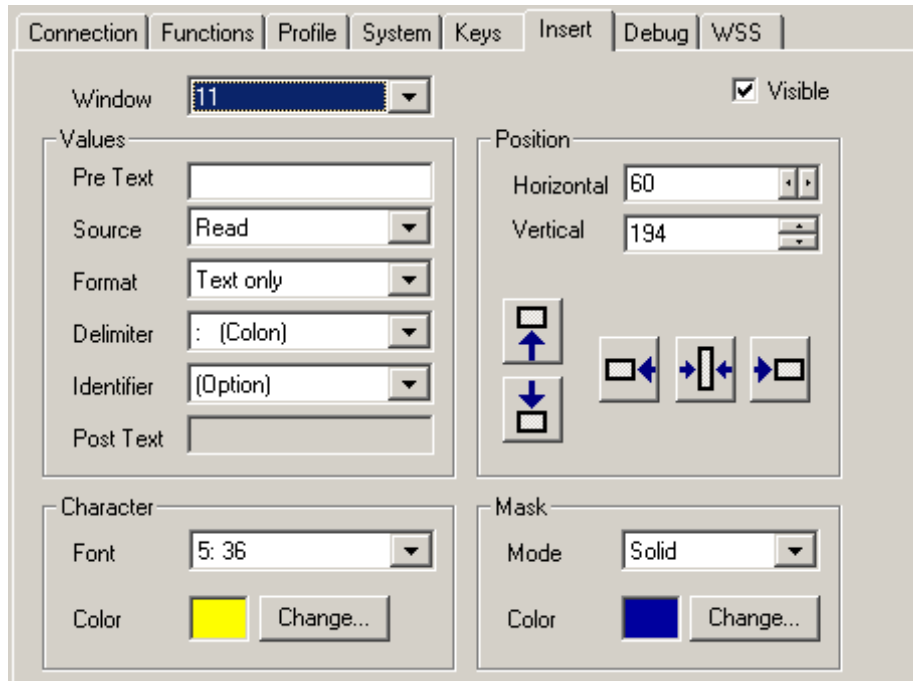 Connection Functions Profile System Keys Insert Debug WSS
Window 11
Visible
Values
Pre Text
Source Read
Format Text only
Delimiter : (Colon)
Identifier (Option)
Post Text
Position
Horizontal 60
Vertical 194
Character
Font 5: 36
Color Change...
Mask
Mode Solid
Color Change...